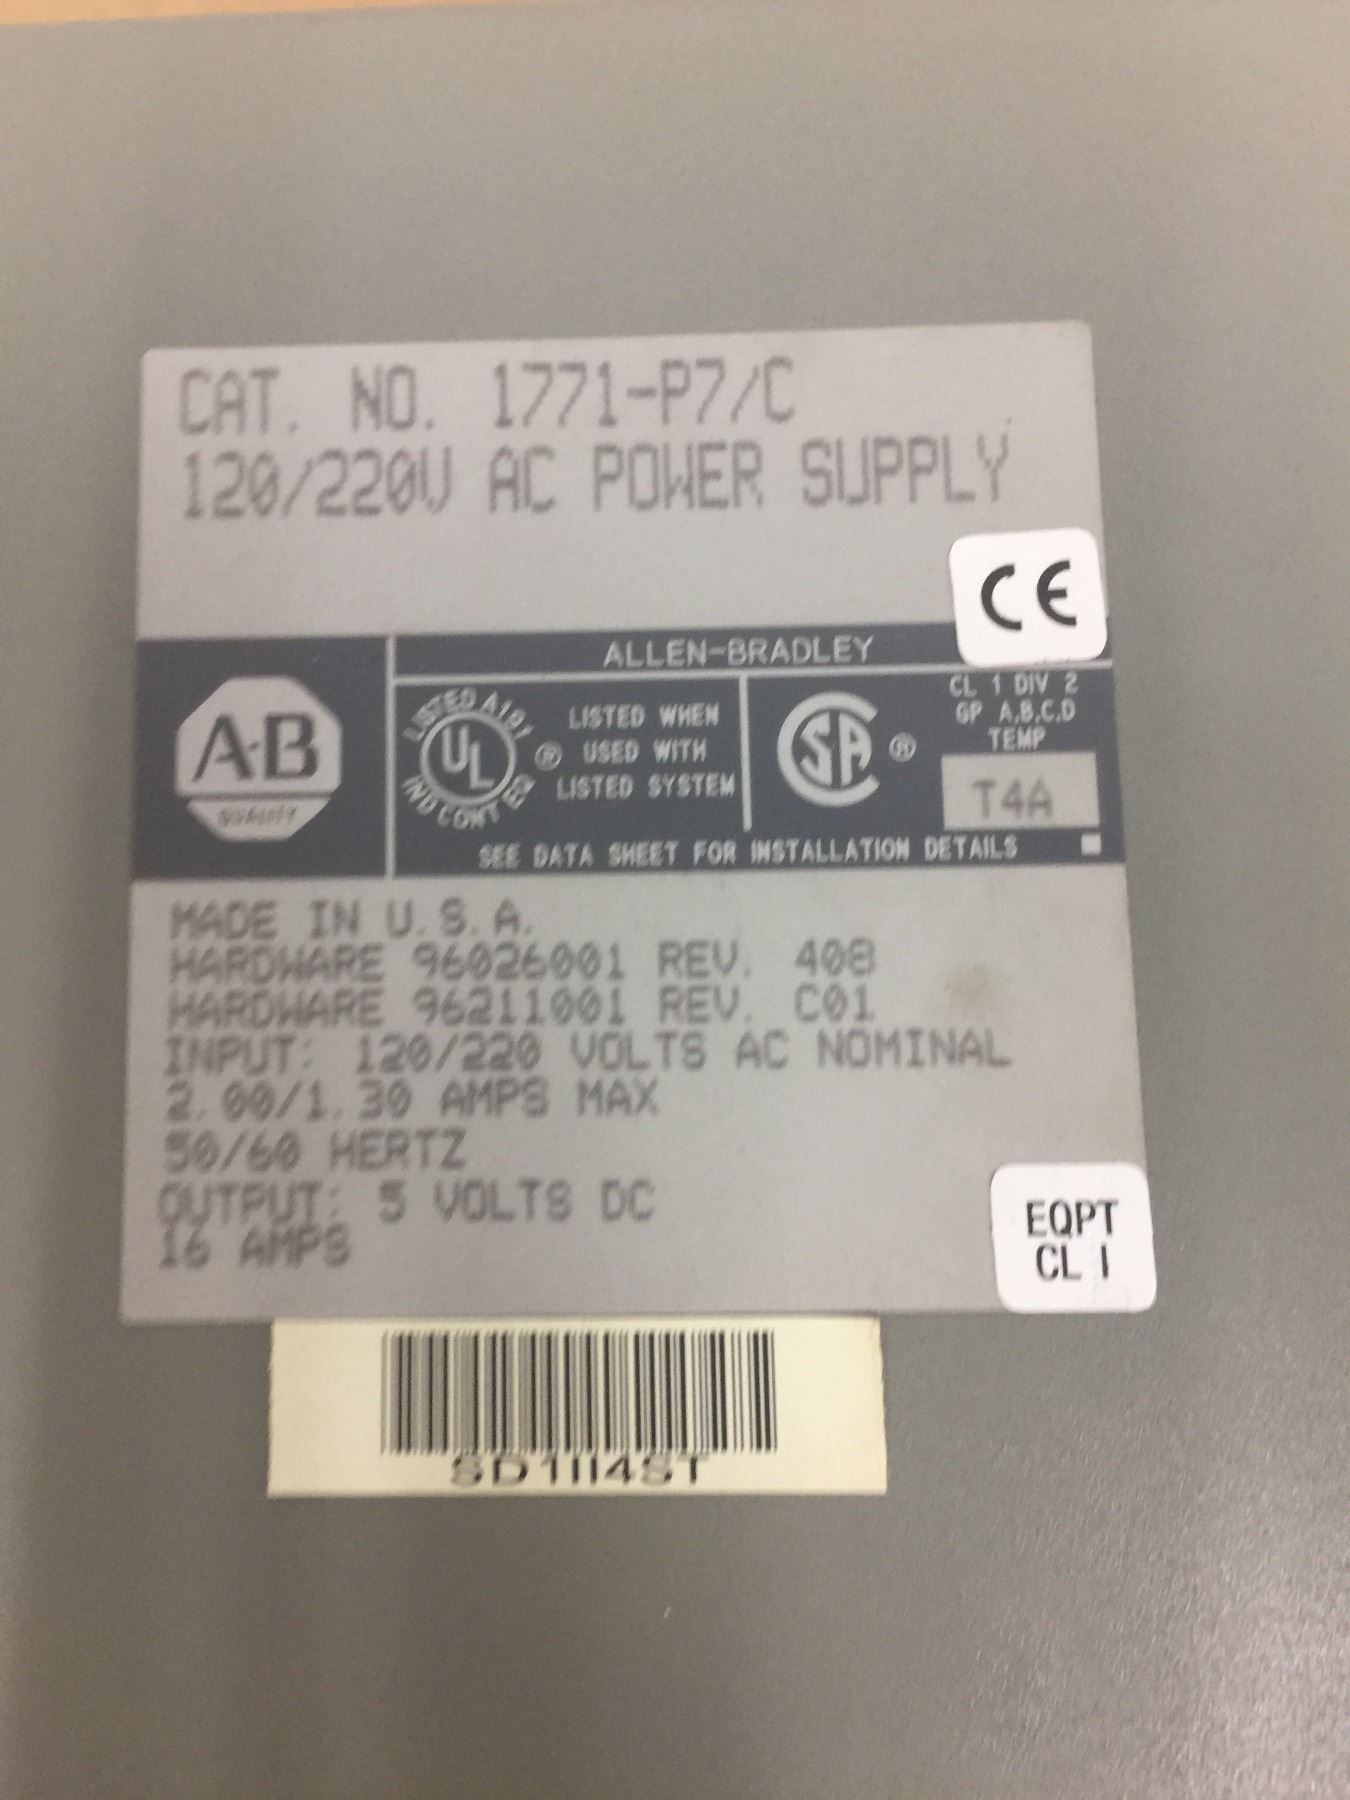 CAT. NO. 1771-P7/C
120/220V AC POWER SUPPLY
CE
ALLEN-BRADLEY
A-B
QUALITY
LISTED A191
UL
®
IND CONT EQ
LISTED WHEN
USED WITH
LISTED SYSTEM
SA ®
CL 1 DIV 2
GP A,B,C,D
TEMP
T4A
SEE DATA SHEET FOR INSTALLATION DETAILS
MADE IN U.S.A.
HARDWARE 96026001 REV. 408
HARDWARE 96211001 REV. C01
INPUT: 120/220 VOLTS AC NOMINAL
2.00/1.30 AMPS MAX
50/60 HERTZ
OUTPUT: 5 VOLTS DC
16 AMPS
EQPT
CL I